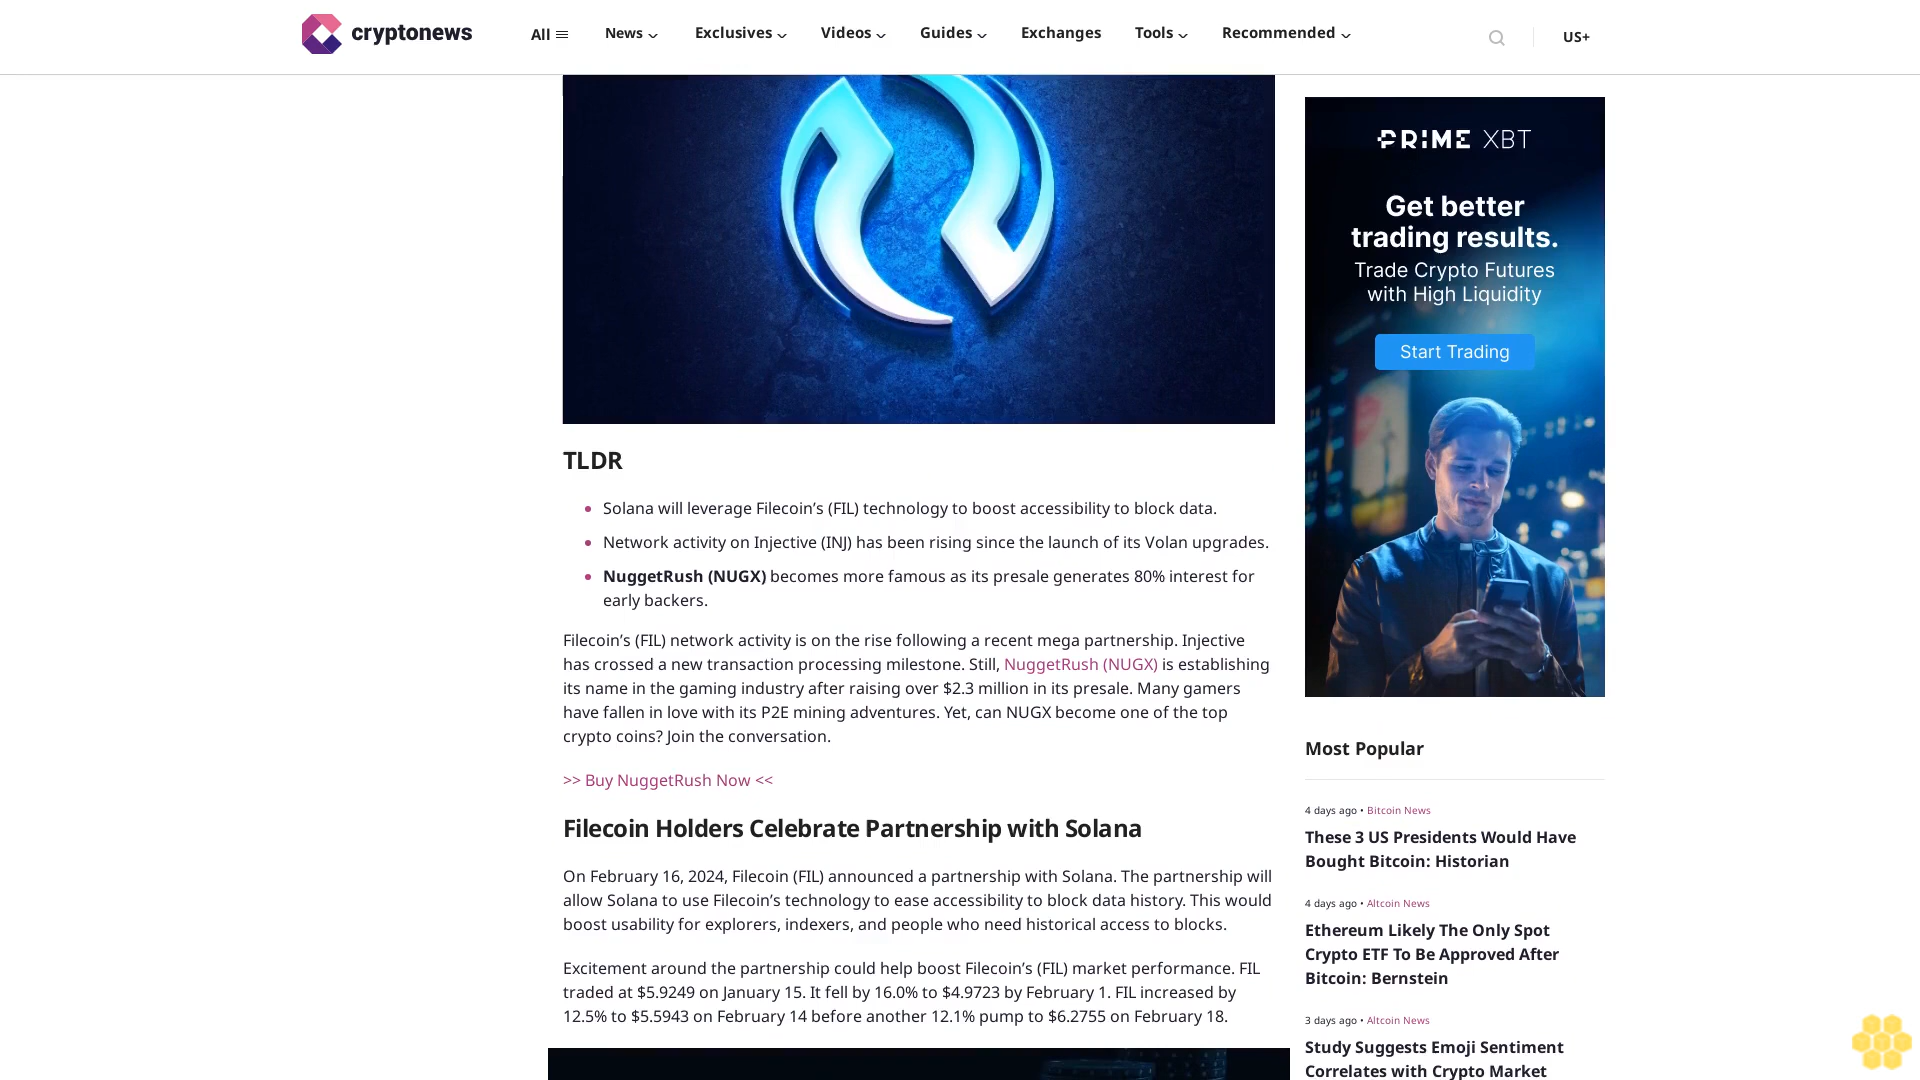 cryptonews
All
News
Exclusives
Videos
Guides
Exchanges
Tools
Recommended
US+
TLDR
Solana will leverage Filecoin’s (FIL) technology to boost accessibility to block data.
Network activity on Injective (INJ) has been rising since the launch of its Volan upgrades.
NuggetRush (NUGX) becomes more famous as its presale generates 80% interest for
early backers.
Filecoin’s (FIL) network activity is on the rise following a recent mega partnership. Injective
has crossed a new transaction processing milestone. Still, NuggetRush (NUGX) is establishing
its name in the gaming industry after raising over $2.3 million in its presale. Many gamers
have fallen in love with its P2E mining adventures. Yet, can NUGX become one of the top
crypto coins? Join the conversation.
>> Buy NuggetRush Now <<
Filecoin Holders Celebrate Partnership with Solana
On February 16, 2024, Filecoin (FIL) announced a partnership with Solana. The partnership will
allow Solana to use Filecoin’s technology to ease accessibility to block data history. This would
boost usability for explorers, indexers, and people who need historical access to blocks.
Excitement around the partnership could help boost Filecoin’s (FIL) market performance. FIL
traded at $5.9249 on January 15. It fell by 16.0% to $4.9723 by February 1. FIL increased by
12.5% to $5.5943 on February 14 before another 12.1% pump to $6.2755 on February 18.
PRIME XBT
Get better
trading results.
Trade Crypto Futures
with High Liquidity
Start Trading
Most Popular
4 days ago • Bitcoin News
These 3 US Presidents Would Have
Bought Bitcoin: Historian
4 days ago • Altcoin News
Ethereum Likely The Only Spot
Crypto ETF To Be Approved After
Bitcoin: Bernstein
3 days ago • Altcoin News
Study Suggests Emoji Sentiment
Correlates with Crypto Market